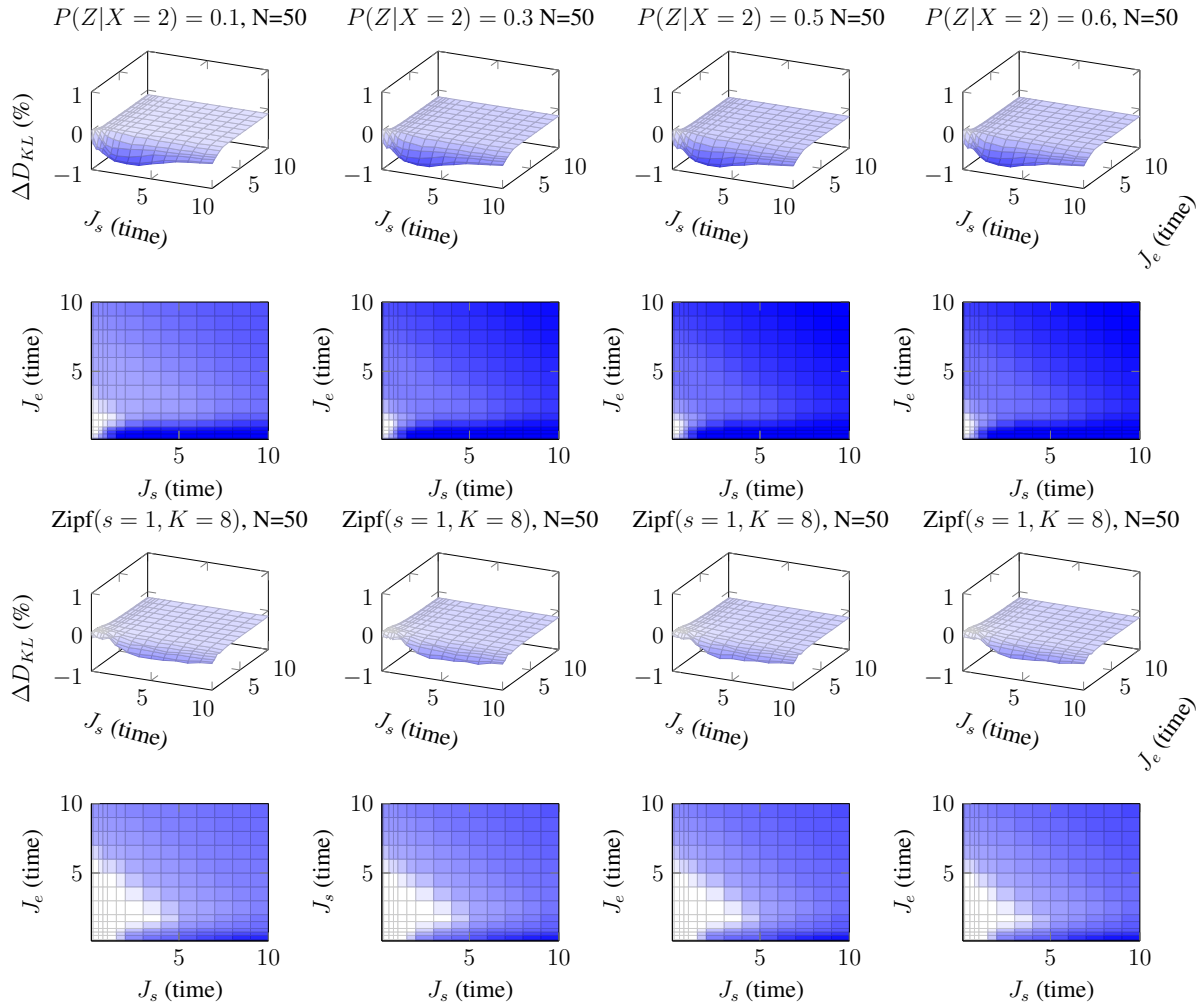 P(Z|X = 2) = 0.1, N=50
P(Z|X = 2) = 0.3 N=50
P(Z|X = 2) = 0.5 N=50
P(Z|X = 2) = 0.6, N=50
ΔD_{KL} (%)
1
0
−1
5
10
5
10
J_s (time)
1
0
−1
5
10
5
10
J_s (time)
1
0
−1
5
10
5
10
J_s (time)
1
0
−1
5
10
5
10
J_s (time)
J_e (time)
J_e (time)
10
5
5
10
J_s (time)
J_e (time)
10
5
5
10
J_s (time)
J_e (time)
10
5
5
10
J_s (time)
J_e (time)
10
5
5
10
J_s (time)
Zipf(s = 1, K = 8), N=50
Zipf(s = 1, K = 8), N=50
Zipf(s = 1, K = 8), N=50
Zipf(s = 1, K = 8), N=50
ΔD_{KL} (%)
1
0
−1
5
10
5
10
J_s (time)
1
0
−1
5
10
5
10
J_s (time)
1
0
−1
5
10
5
10
J_s (time)
1
0
−1
5
10
5
10
J_s (time)
J_e (time)
J_e (time)
10
5
5
10
J_s (time)
J_s (time)
10
5
5
10
J_s (time)
J_e (time)
10
5
5
10
J_s (time)
J_e (time)
10
5
5
10
J_s (time)